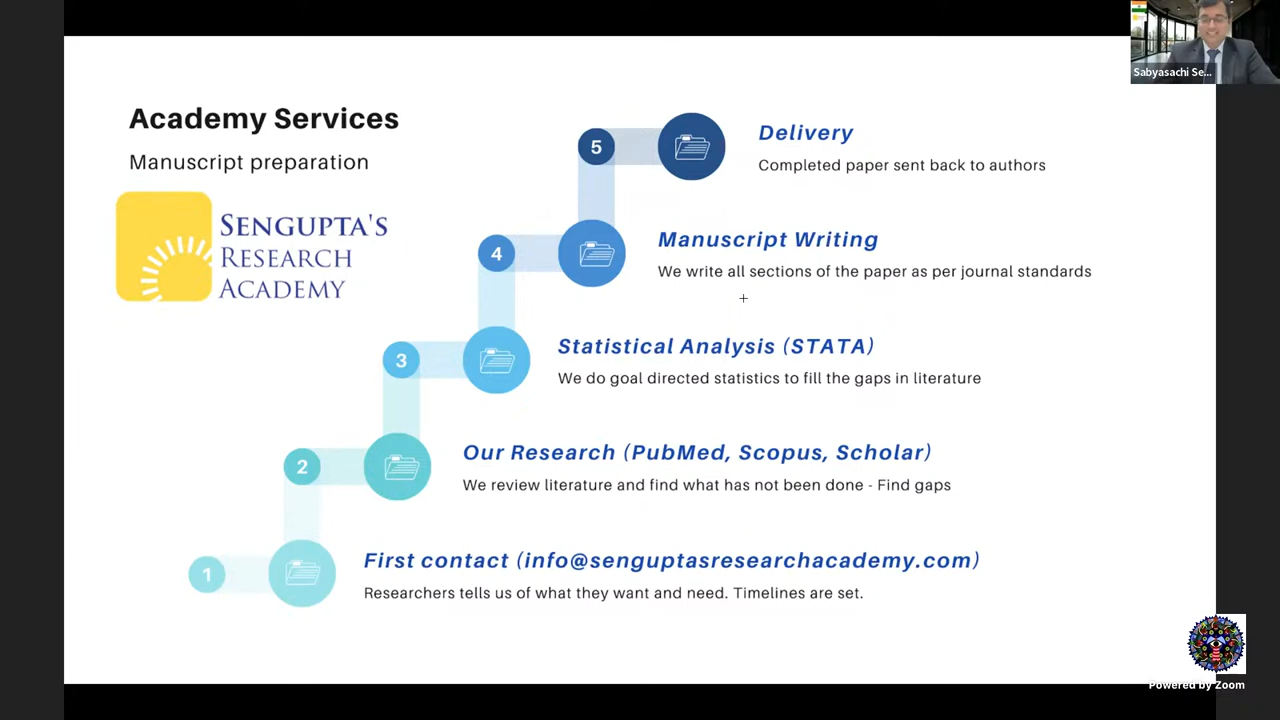 Sabyasachi Se...
Academy Services
Manuscript preparation
SENGUPTA'S
RESEARCH
ACADEMY
5
Delivery
Completed paper sent back to authors
4
Manuscript Writing
We write all sections of the paper as per journal standards
3
Statistical Analysis (STATA)
We do goal directed statistics to fill the gaps in literature
2
Our Research (PubMed, Scopus, Scholar)
We review literature and find what has not been done - Find gaps
1
First contact (info@senguptasresearchacademy.com)
Researchers tells us of what they want and need. Timelines are set.
Powered by Zoom